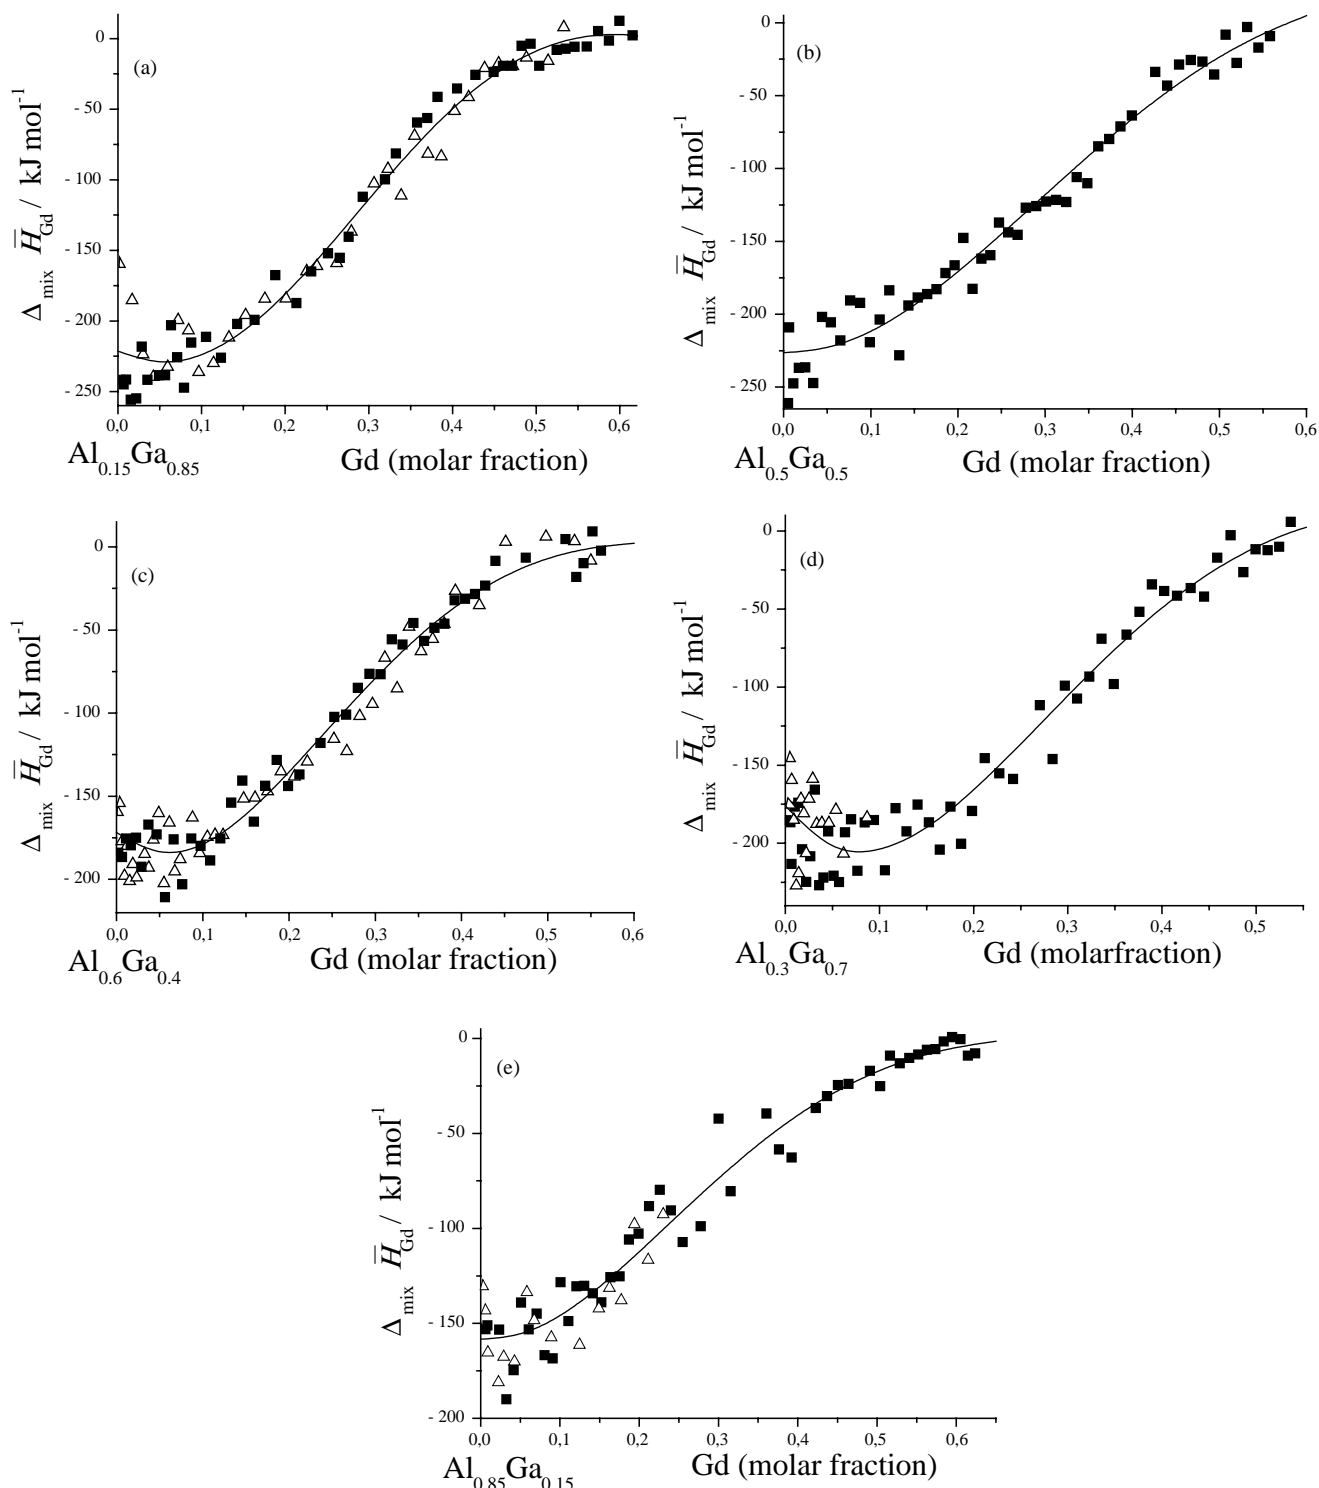 (a)
Δmix H̅Gd / kJ mol⁻¹
0
- 50
- 100
- 150
- 200
- 250
0,0 0,1 0,2 0,3 0,4 0,5 0,6
Al0.15Ga0.85 Gd (molar fraction)
(b)
Δmix H̅Gd / kJ mol⁻¹
0
- 50
- 100
- 150
- 200
- 250
0,0 0,1 0,2 0,3 0,4 0,5 0,6
Al0.5Ga0.5 Gd (molar fraction)
(c)
Δmix H̅Gd / kJ mol⁻¹
0
- 50
- 100
- 150
- 200
0,0 0,1 0,2 0,3 0,4 0,5 0,6
Al0.6Ga0.4 Gd (molar fraction)
(d)
Δmix H̅Gd / kJ mol⁻¹
0
- 50
- 100
- 150
- 200
0,0 0,1 0,2 0,3 0,4 0,5
Al0.3Ga0.7 Gd (molarfraction)
(e)
Δmix H̅Gd / kJ mol⁻¹
0
- 50
- 100
- 150
- 200
0,0 0,1 0,2 0,3 0,4 0,5 0,6
Al0.85Ga0.15 Gd (molar fraction)